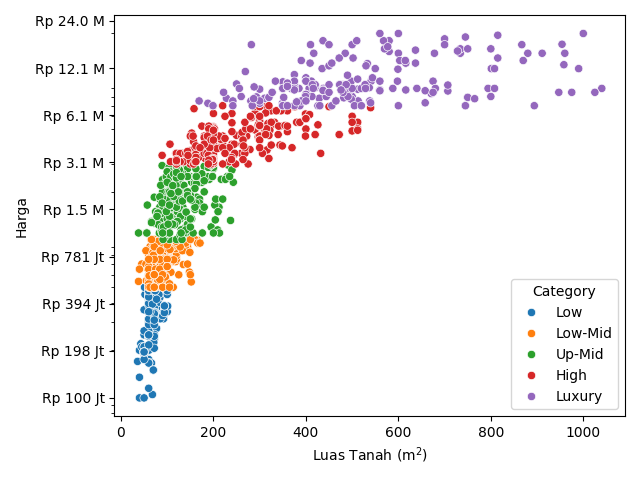 Rp 24.0 M
Rp 12.1 M
Rp 6.1 M
Rp 3.1 M
Rp 1.5 M
Rp 781 Jt
Rp 394 Jt
Rp 198 Jt
Rp 100 Jt
Harga
0 200 400 600 800 1000
Luas Tanah (m²)
Category
Low
Low-Mid
Up-Mid
High
Luxury